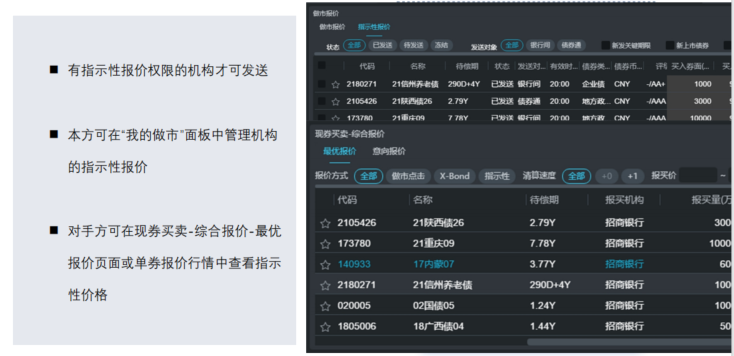 ■ 有指示性报价权限的机构才可发送
■ 本方可在“我的做市”面板中管理机构
的指示性报价
■ 对手方可在现券买卖-综合报价-最优
报价页面或单券报价行情中查看指示
性价格
做市报价
做市报价 指示性报价
状态 全部 已发送 待发送 冻结 发送对象 全部 银行间 债券通 新发关键期限 新上市债券
代码 名称 待偿期 状态 发送对... 有效时... 债券类... 债券币... 买入券面(...
☆ 2180271 21信州养老债 290D+4Y 已发送 银行间 20:00 企业债 CNY -/AA+ 1000
☆ 2105426 21陕西债26 2.79Y 已发送 债券通 20:00 地方政... CNY -/AAA 3000
☆ 173780 21重庆09 7.78Y 已发送 银行间 20:00 地方政... CNY -/AAA 10000
现券买卖-综合报价
最优报价 意向报价
报价方式 全部 做市点击 X-Bond 指示性 清算速度 全部 +0 +1 报买价 ~
代码 名称 待偿期 报买机构 报买量(万
☆ 2105426 21陕西债26 2.79Y 招商银行 300
☆ 173780 21重庆09 7.78Y 招商银行 1000
☆ 140933 17内蒙07 3.77Y 招商银行 60
☆ 2180271 21信州养老债 290D+4Y 招商银行 100
☆ 020005 02国债05 1.24Y 招商银行 100
☆ 1805006 18广西债04 1.44Y 招商银行 50